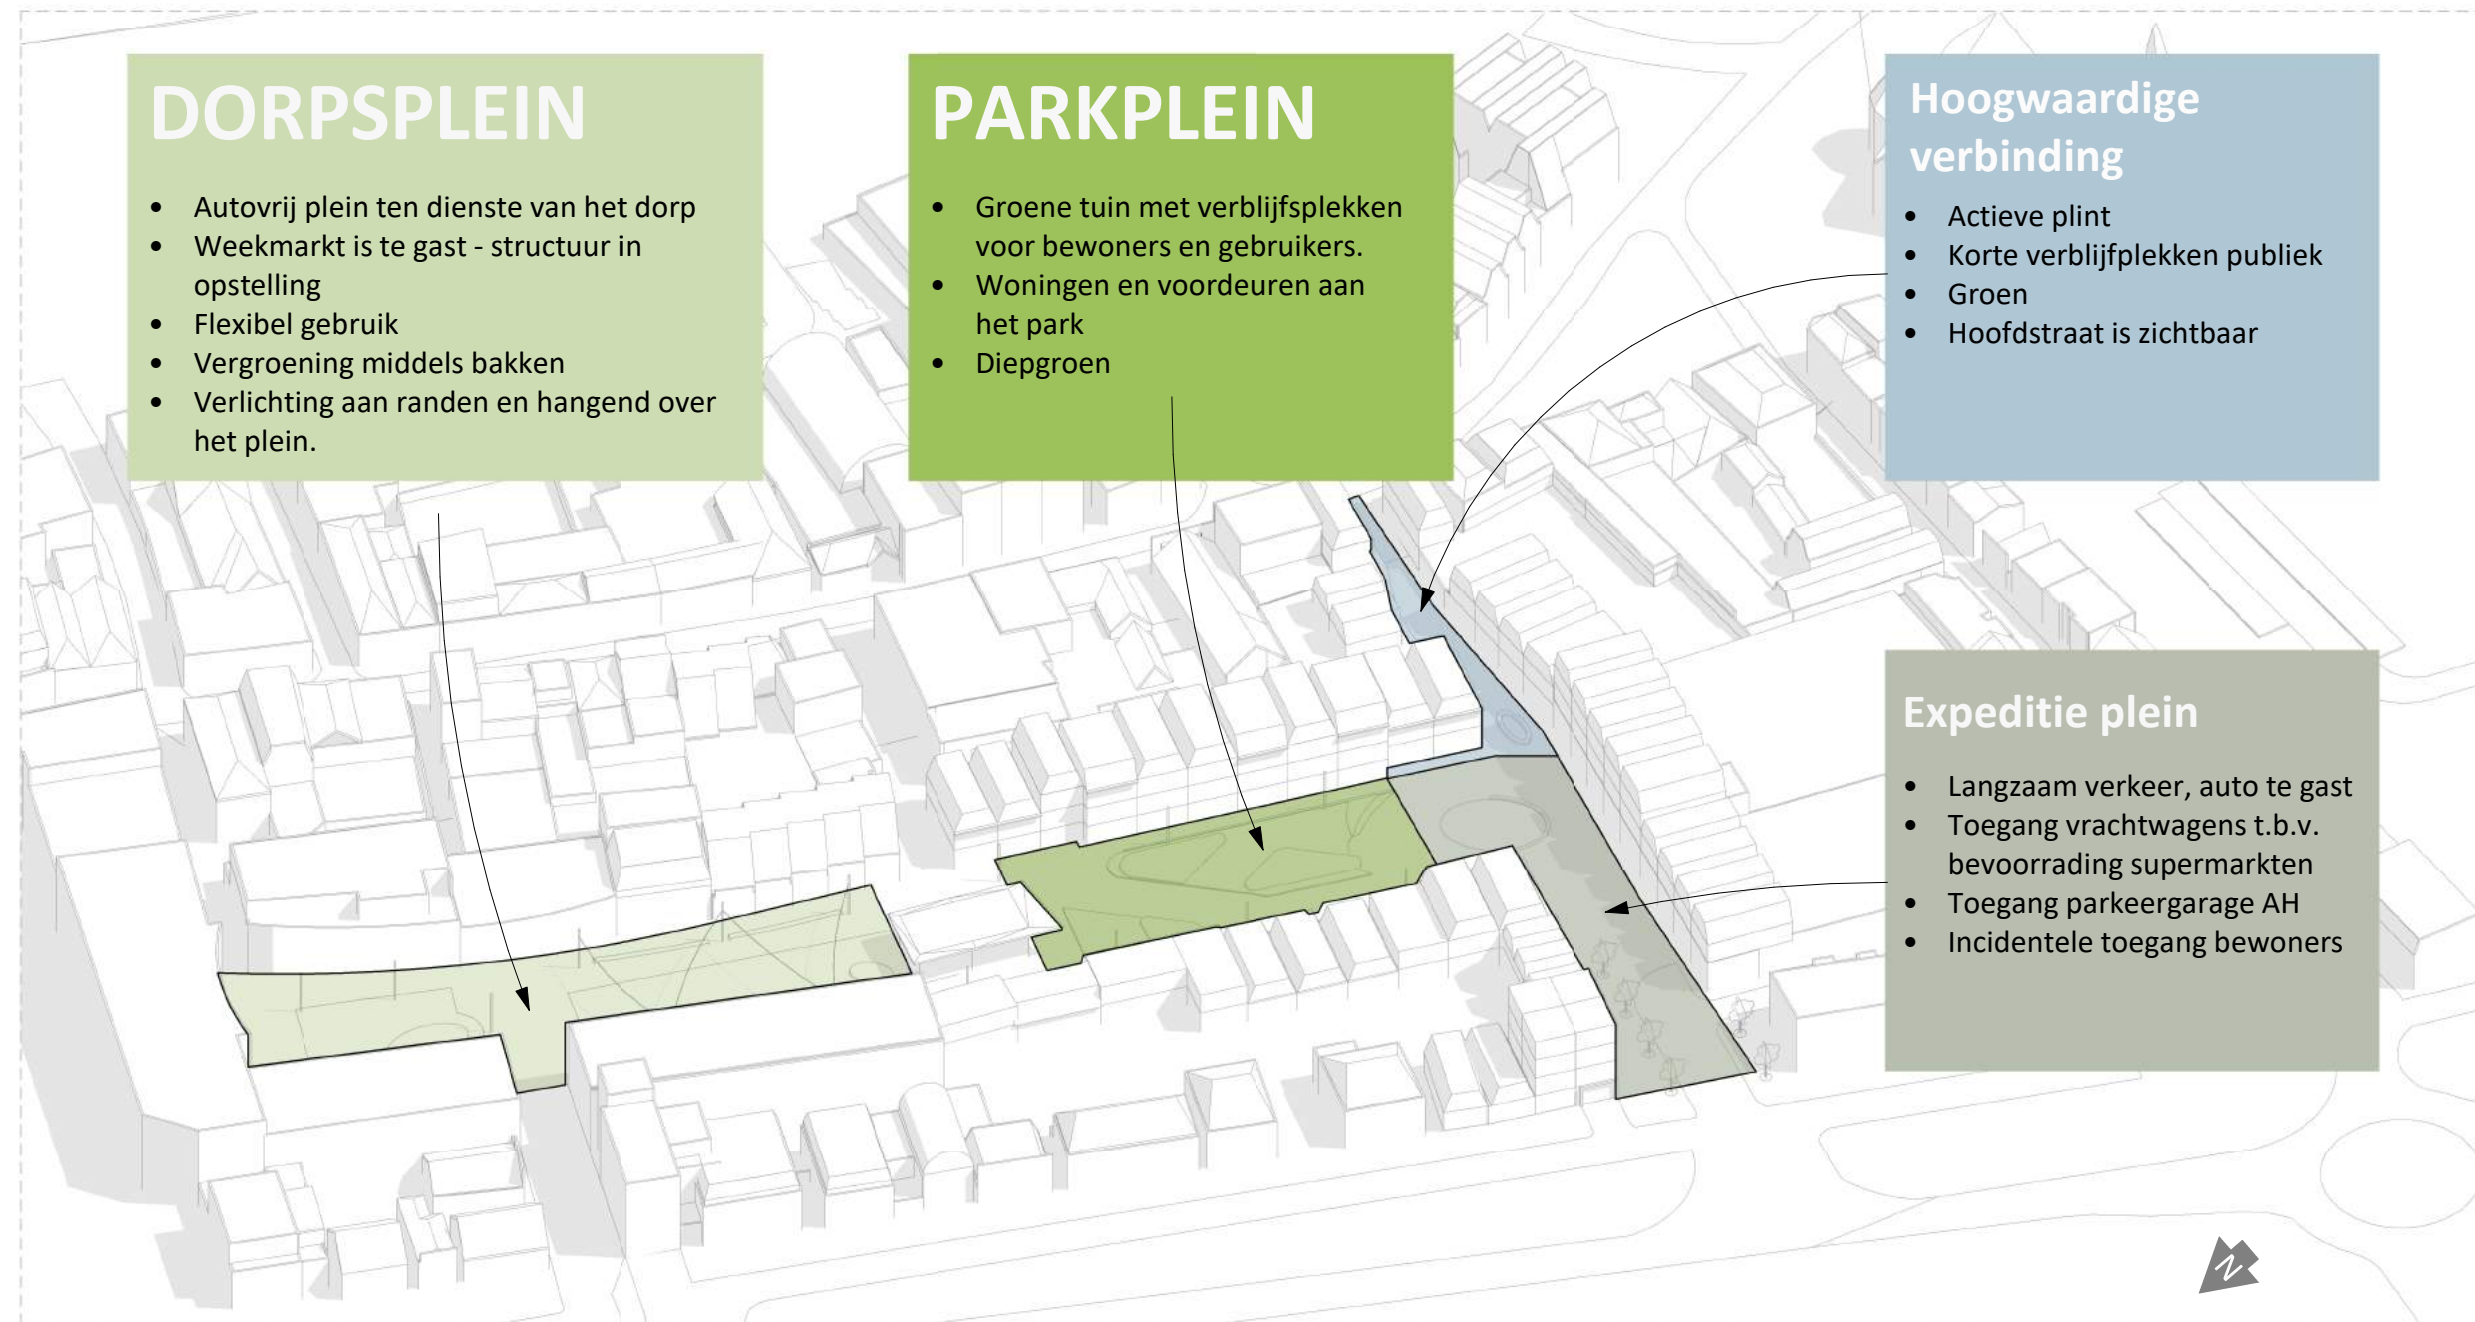 DORPSPLEIN
• Autovrij plein ten dienste van het dorp
• Weekmarkt is te gast - structuur in
opstelling
• Flexibel gebruik
• Vergroening middels bakken
• Verlichting aan randen en hangend over
het plein.
PARKPLEIN
• Groene tuin met verblijfsplekken
voor bewoners en gebruikers.
• Woningen en voordeuren aan
het park
• Diepgroen
Hoogwaardige
verbinding
• Actieve plint
• Korte verblijfplekken publiek
• Groen
• Hoofdstraat is zichtbaar
Expeditie plein
• Langzaam verkeer, auto te gast
• Toegang vrachtwagens t.b.v.
bevoorrading supermarkten
• Toegang parkeergarage AH
• Incidentele toegang bewoners
N